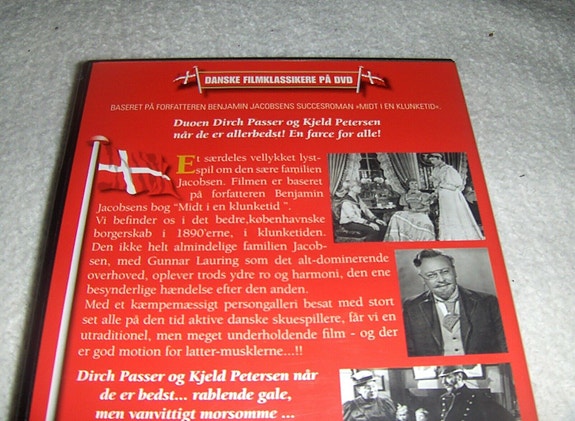 DANSKE FILMKLASSIKERE PÅ DVD
BASERET PÅ FORFATTEREN BENJAMIN JACOBSENS SUCCESROMAN »MIDT I EN KLUNKETID«.
Duoen Dirch Passer og Kjeld Petersen
når de er allerbedst! En farce for alle!
Et særdeles vellykket lyst-
spil om den sære familien
Jacobsen. Filmen er baseret
på forfatteren Benjamin
Jacobsens bog "Midt i en klunketid ".
Vi befinder os i det bedre,københavnske
borgerskab i 1890'erne, i klunketiden.
Den ikke helt almindelige familien Jacob-
sen, med Gunnar Lauring som det alt-dominerende
overhoved, oplever trods ydre ro og harmoni, den ene
besynderlige hændelse efter den anden.
Med et kæmpemæssigt persongalleri besat med stort
set alle på den tid aktive danske skuespillere, får vi en
utraditionel, men meget underholdende film - og der
er god motion for latter-musklerne...!!
Dirch Passer og Kjeld Petersen når
de er bedst... rablende gale,
men vanvittigt morsomme ...